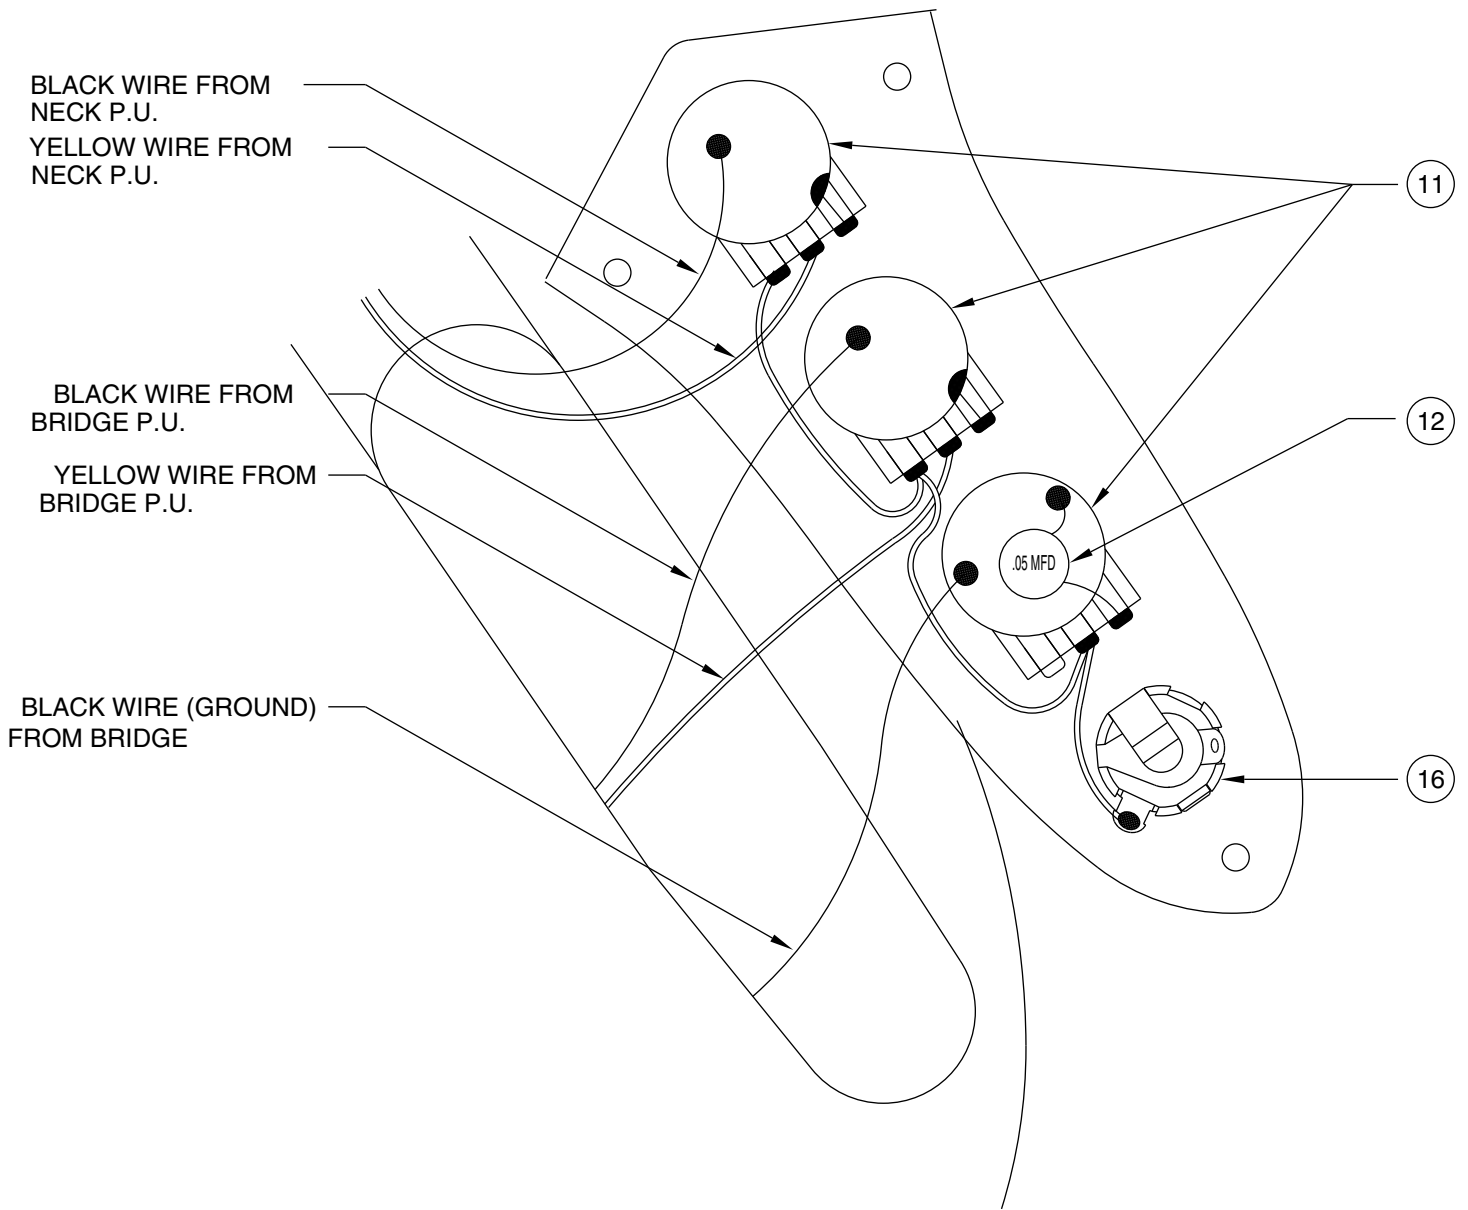 BLACK WIRE FROM
NECK P.U.
YELLOW WIRE FROM
NECK P.U.
11
BLACK WIRE FROM
BRIDGE P.U.
12
YELLOW WIRE FROM
BRIDGE P.U.
.05 MFD
BLACK WIRE (GROUND)
FROM BRIDGE
16